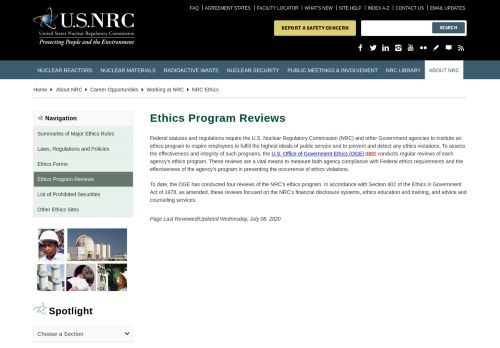 FAQ | AGREEMENT STATES | FACILITY LOCATOR | WHAT'S NEW | SITE HELP | INDEX A-Z | CONTACT US | EMAIL UPDATES
U.S.NRC
United States Nuclear Regulatory Commission
Protecting People and the Environment
REPORT A SAFETY CONCERN
SEARCH
NUCLEAR REACTORS NUCLEAR MATERIALS RADIOACTIVE WASTE NUCLEAR SECURITY PUBLIC MEETINGS & INVOLVEMENT NRC LIBRARY ABOUT NRC
Home > About NRC > Career Opportunities > Working at NRC > NRC Ethics
Navigation
Summaries of Major Ethics Rules
Laws, Regulations and Policies
Ethics Forms
Ethics Program Reviews
List of Prohibited Securities
Other Ethics Sites
Spotlight
Choose a Section
Ethics Program Reviews
Federal statutes and regulations require the U.S. Nuclear Regulatory Commission (NRC) and other Government agencies to institute an
ethics program to inspire employees to fulfill the highest ideals of public service and to prevent and detect any ethics violations. To assess
the effectiveness and integrity of such programs, the U.S. Office of Government Ethics (OGE) conducts regular reviews of each
agency's ethics program. These reviews are a vital means to measure both agency compliance with Federal ethics requirements and the
effectiveness of the agency's program in preventing the occurrence of ethics violations.
To date, the OGE has conducted four reviews of the NRC's ethics program. In accordance with Section 402 of the Ethics in Government
Act of 1978, as amended, these reviews focused on the NRC's financial disclosure systems, ethics education and training, and advice and
counseling services.
Page Last Reviewed/Updated Wednesday, July 08, 2020